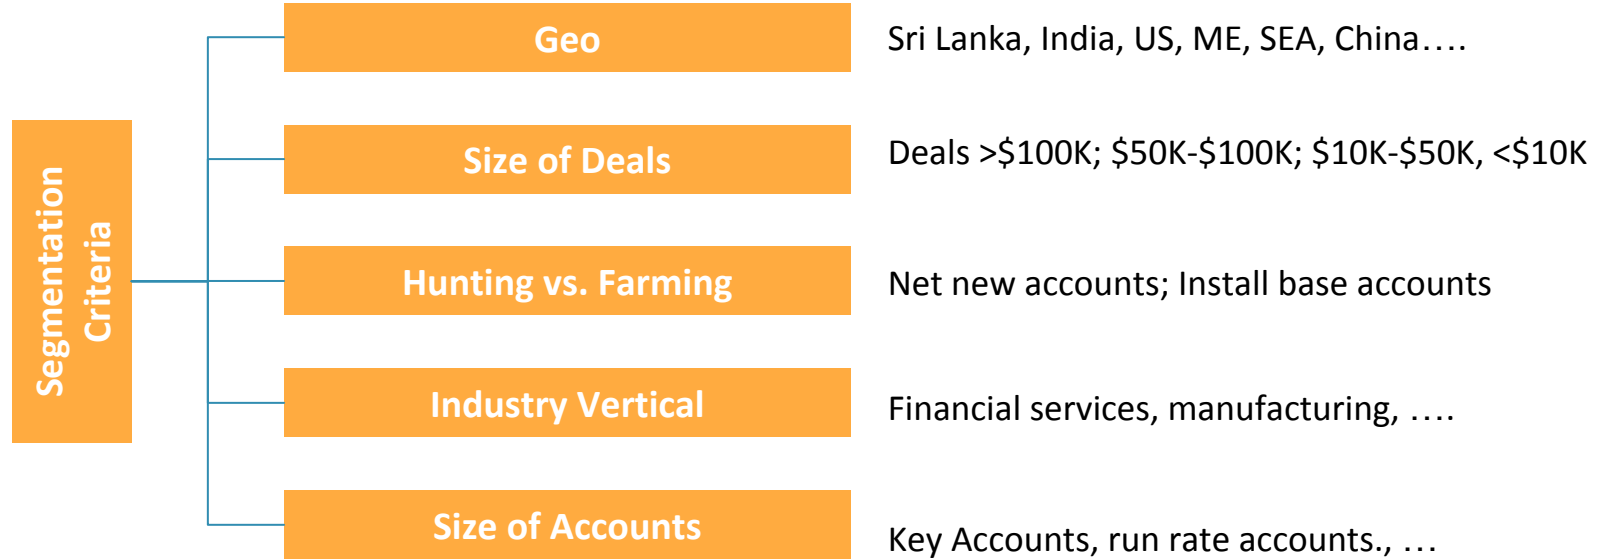 Segmentation
Criteria
Geo
Sri Lanka, India, US, ME, SEA, China....
Size of Deals
Deals >$100K; $50K-$100K; $10K-$50K, <$10K
Hunting vs. Farming
Net new accounts; Install base accounts
Industry Vertical
Financial services, manufacturing, ....
Size of Accounts
Key Accounts, run rate accounts., ...